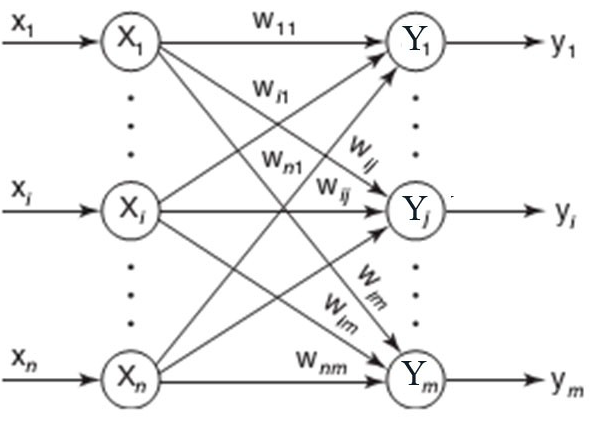 x1 X1 w11 Y1 y1
wi1
wn1 wij
xi Xi wij Yj yi
wim wim
xn Xn wnm Ym ym